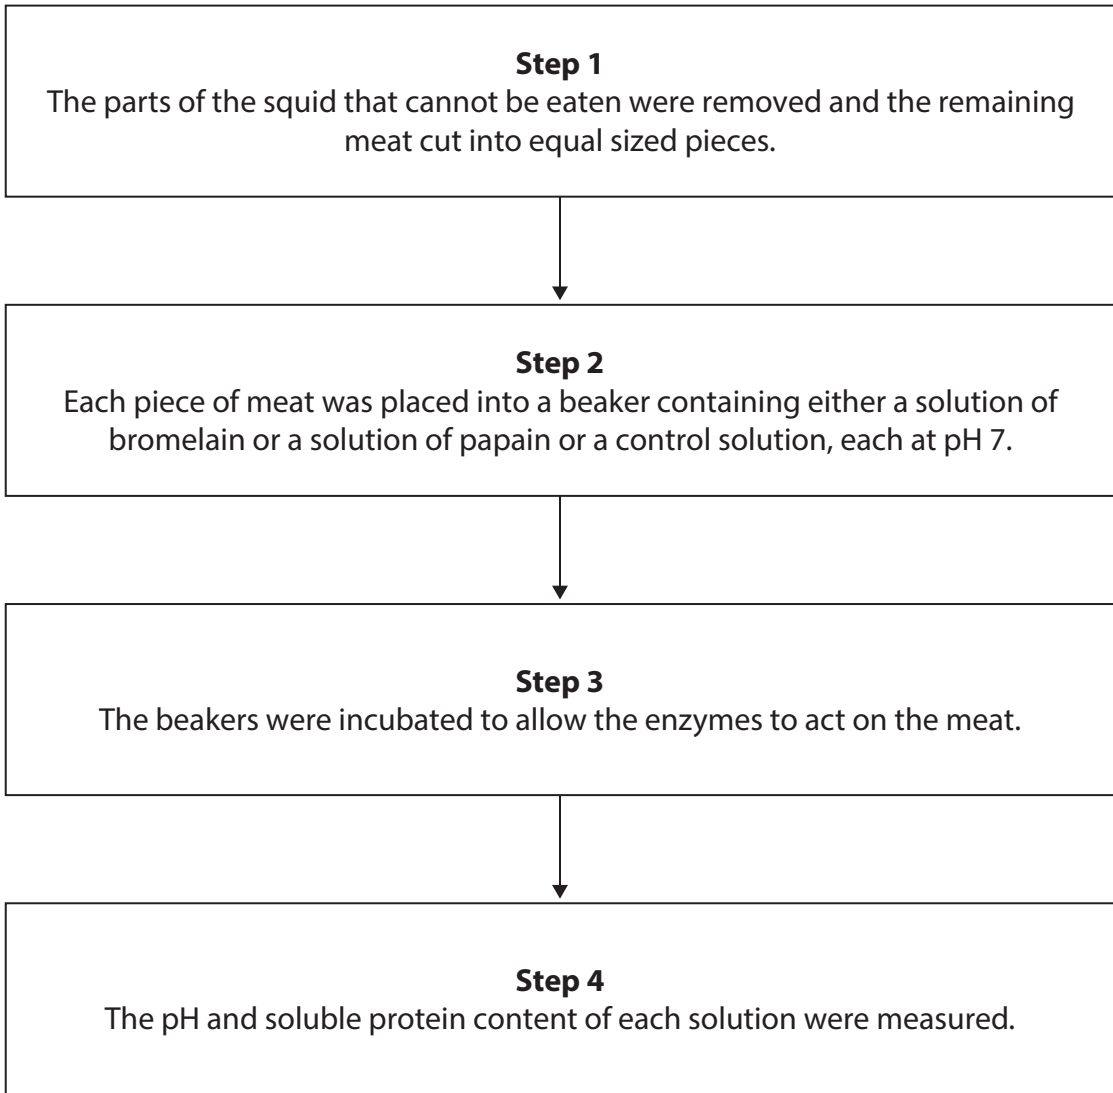 Step 1
The parts of the squid that cannot be eaten were removed and the remaining
meat cut into equal sized pieces.
Step 2
Each piece of meat was placed into a beaker containing either a solution of
bromelain or a solution of papain or a control solution, each at pH 7.
Step 3
The beakers were incubated to allow the enzymes to act on the meat.
Step 4
The pH and soluble protein content of each solution were measured.